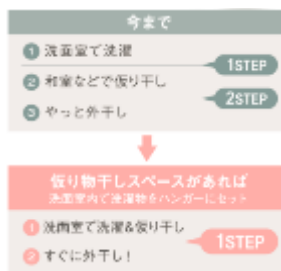 今まで
1 洗面室で洗濯
1STEP
2 和室などで仮り干し
2STEP
3 やっと外干し
仮り物干しスペースがあれば
洗面室内で洗濯物をハンガーにセット
1 洗面室で洗濯&仮り干し
1STEP
2 すぐに外干し！